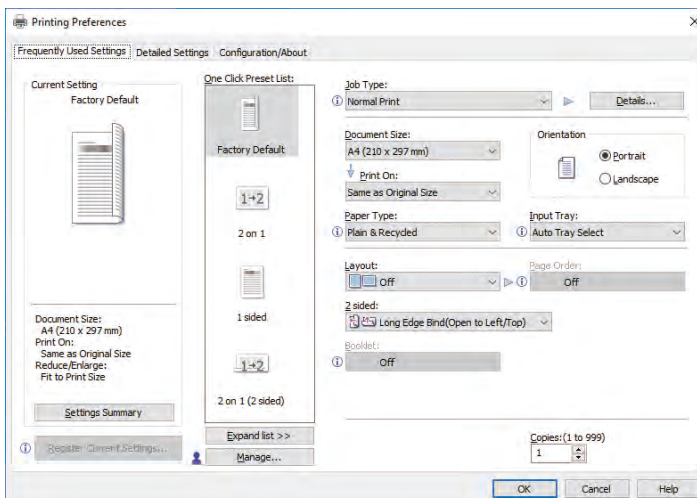 Printing Preferences
Frequently Used Settings Detailed Settings Configuration/About
Current Setting
Factory Default
Document Size:
A4 (210 x 297 mm)
Print On:
Same as Original Size
Reduce/Enlarge:
Fit to Print Size
Settings Summary
Register Current Settings...
One Click Preset List:
Factory Default
1→2
2 on 1
1 sided
1→2
2 on 1 (2 sided)
Expand list >>
Manage...
Job Type:
Normal Print
Details...
Document Size:
A4 (210 x 297 mm)
Print On:
Same as Original Size
Orientation
Portrait
Landscape
Paper Type:
Plain & Recycled
Input Tray:
Auto Tray Select
Layout:
Off
Page Order:
Off
2 sided:
Long Edge Bind(Open to Left/Top)
Booklet:
Off
Copies:(1 to 999)
1
OK Cancel Help